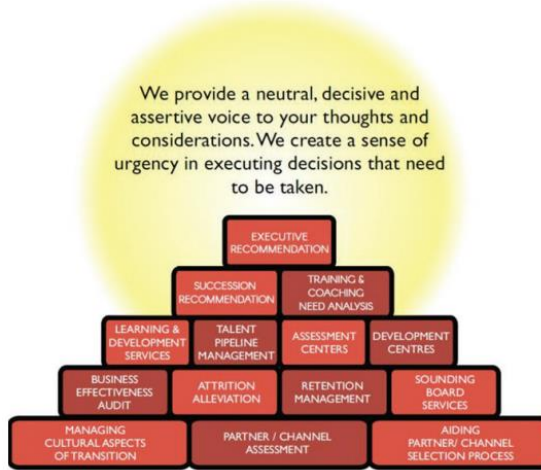 We provide a neutral, decisive and
assertive voice to your thoughts and
considerations. We create a sense of
urgency in executing decisions that need
to be taken.
EXECUTIVE
RECOMMENDATION
SUCCESSION
RECOMMENDATION
TRAINING &
COACHING
NEED ANALYSIS
LEARNING &
DEVELOPMENT
SERVICES
TALENT
PIPELINE
MANAGEMENT
ASSESSMENT
CENTERS
DEVELOPMENT
CENTRES
BUSINESS
EFFECTIVENESS
AUDIT
ATTRITION
ALLEVIATION
RETENTION
MANAGEMENT
SOUNDING
BOARD
SERVICES
MANAGING
CULTURAL ASPECTS
OF TRANSITION
PARTNER / CHANNEL
ASSESSMENT
AIDING
PARTNER/ CHANNEL
SELECTION PROCESS